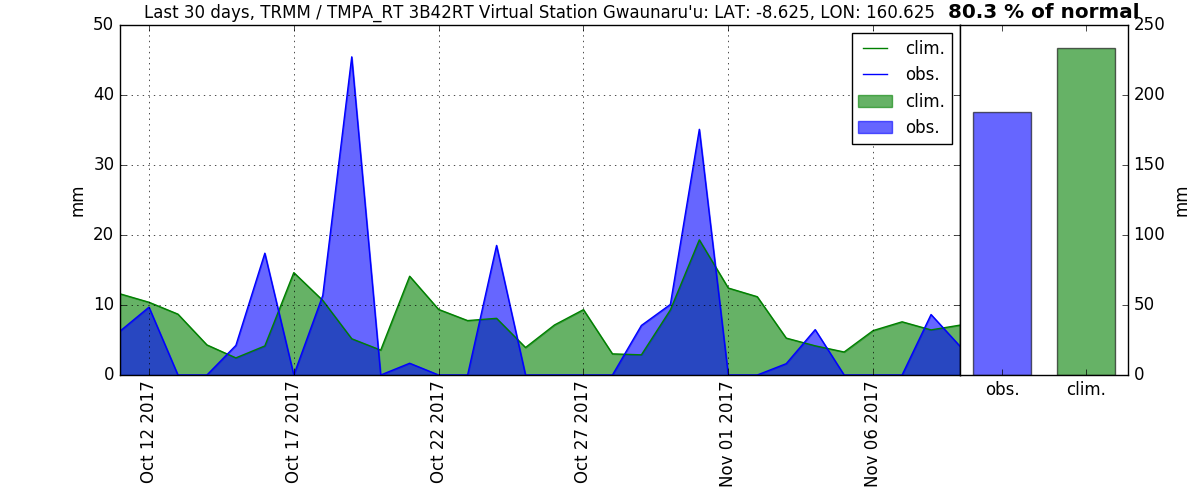 Last 30 days, TRMM / TMPA_RT 3B42RT Virtual Station Gwaunaru'u: LAT: -8.625, LON: 160.625
80.3 % of normal
50
40
30
20
10
0
mm
clim.
obs.
clim.
obs.
250
200
150
100
50
0
mm
obs.
clim.
Oct 12 2017
Oct 17 2017
Oct 22 2017
Oct 27 2017
Nov 01 2017
Nov 06 2017